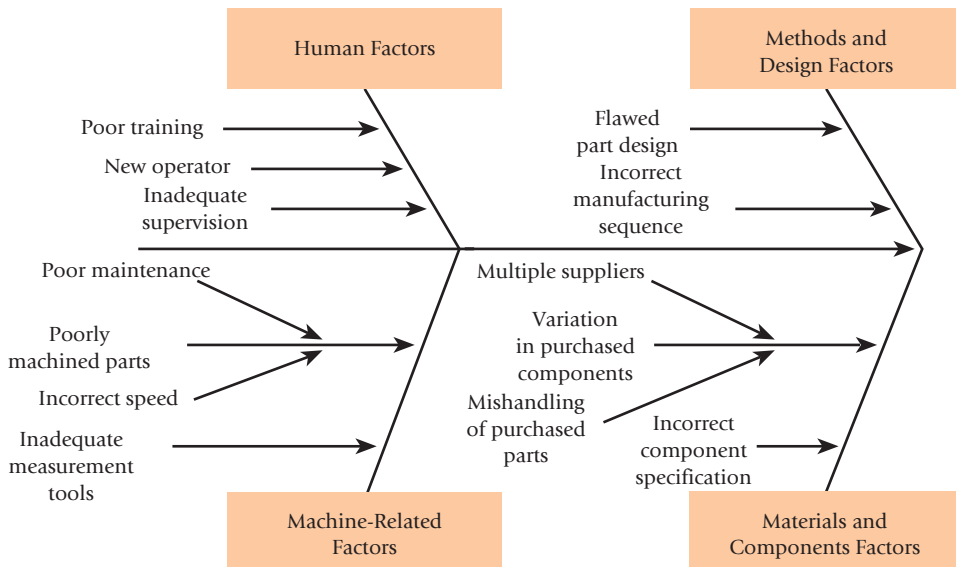 Human Factors
Methods and
Design Factors
Poor training
New operator
Inadequate
supervision
Flawed
part design
Incorrect
manufacturing
sequence
Poor maintenance
Poorly
machined parts
Incorrect speed
Inadequate
measurement
tools
Multiple suppliers
Variation
in purchased
components
Mishandling
of purchased
parts
Incorrect
component
specification
Machine-Related
Factors
Materials and
Components Factors